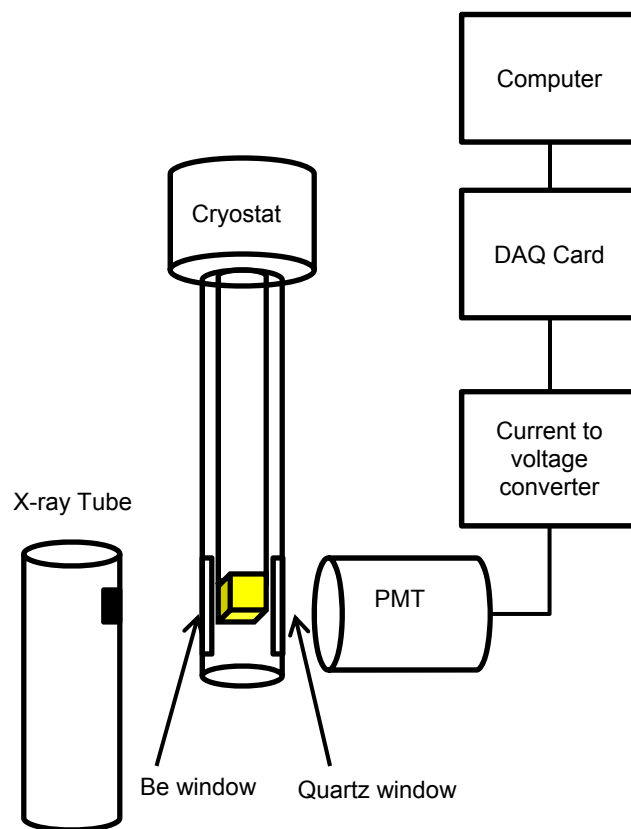 Computer
Cryostat
DAQ Card
Current to
voltage
converter
X-ray Tube
PMT
Be window
Quartz window